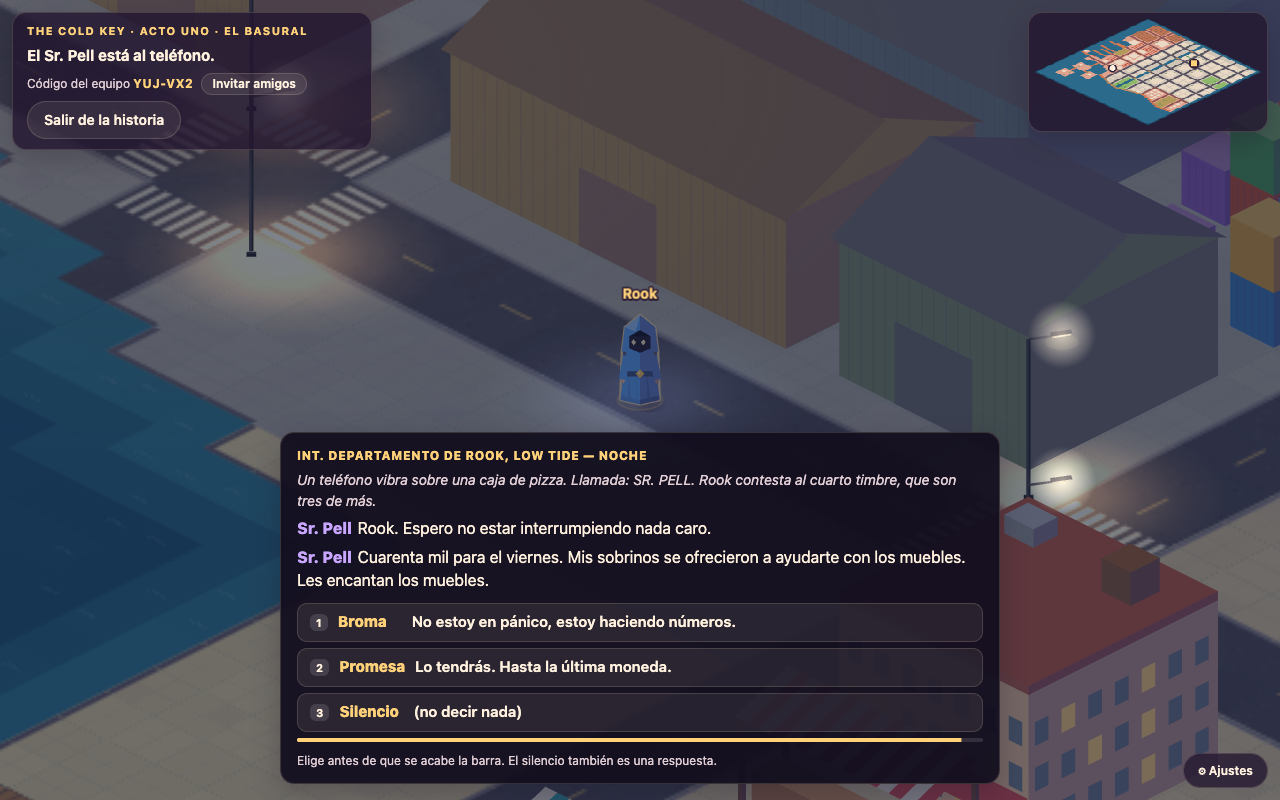 THE COLD KEY · ACTO UNO · EL BASURAL
El Sr. Pell está al teléfono.
Código del equipo YUJ-VX2 Invitar amigos
Salir de la historia
Rook
INT. DEPARTAMENTO DE ROOK, LOW TIDE — NOCHE
Un teléfono vibra sobre una caja de pizza. Llamada: SR. PELL. Rook contesta al cuarto timbre, que son
tres de más.
Sr. Pell Rook. Espero no estar interrumpiendo nada caro.
Sr. Pell Cuarenta mil para el viernes. Mis sobrinos se ofrecieron a ayudarte con los muebles.
Les encantan los muebles.
1 Broma No estoy en pánico, estoy haciendo números.
2 Promesa Lo tendrás. Hasta la última moneda.
3 Silencio (no decir nada)
Elige antes de que se acabe la barra. El silencio también es una respuesta.
⚙ Ajustes